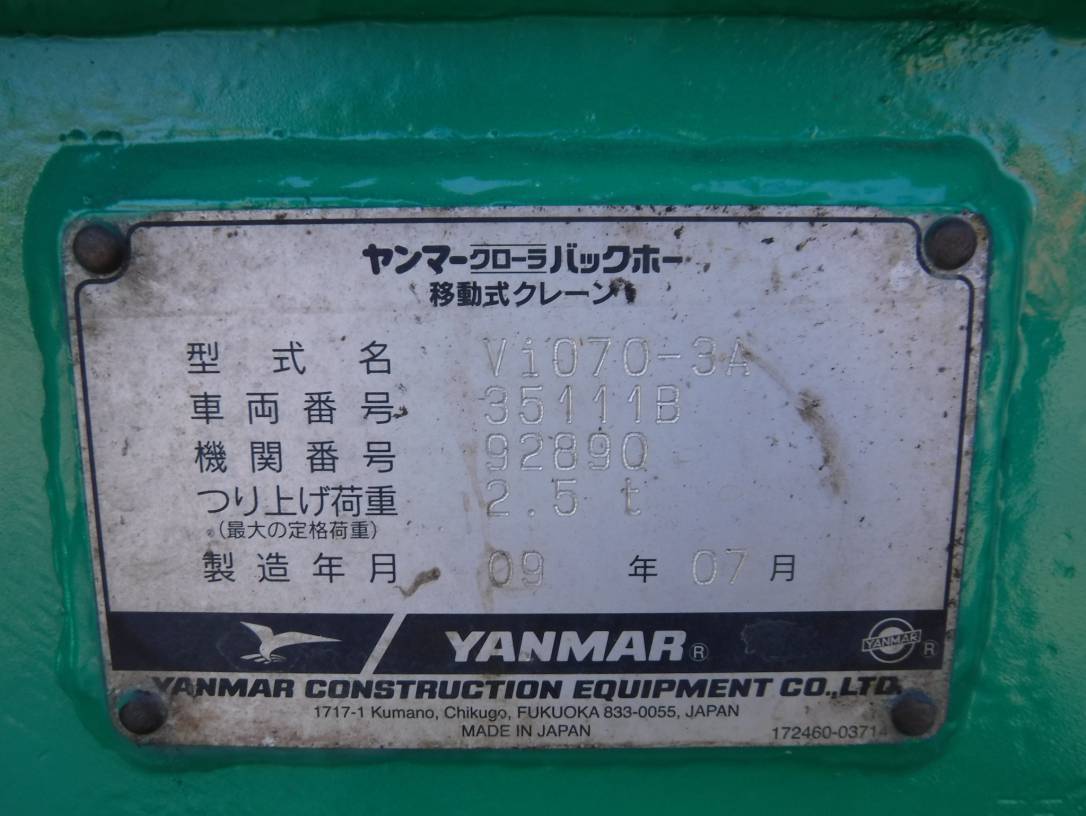 ヤンマークローラバックホー
移動式クレーン
型式名 Vi070-3A
車両番号 35111B
機関番号 92890
つり上げ荷重 2.5 t
(最大の定格荷重)
製造年月 09 年 07 月
YANMAR® YANMAR ®
YANMAR CONSTRUCTION EQUIPMENT CO.,LTD.
1717-1 Kumano, Chikugo, FUKUOKA 833-0055, JAPAN
MADE IN JAPAN
172460-03714